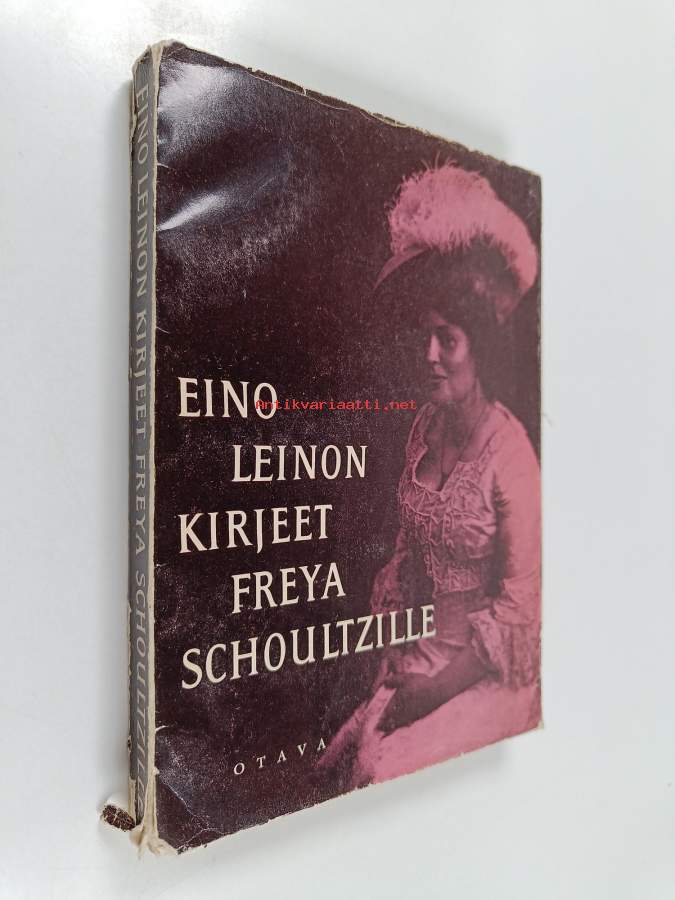 EINO
LEINON
KIRJEET
FREYA
SCHOULTZILLE
OTAVA
EINO LEINON KIRJEET FREYA SCHOULTZILLE
Antikvariaatti.net